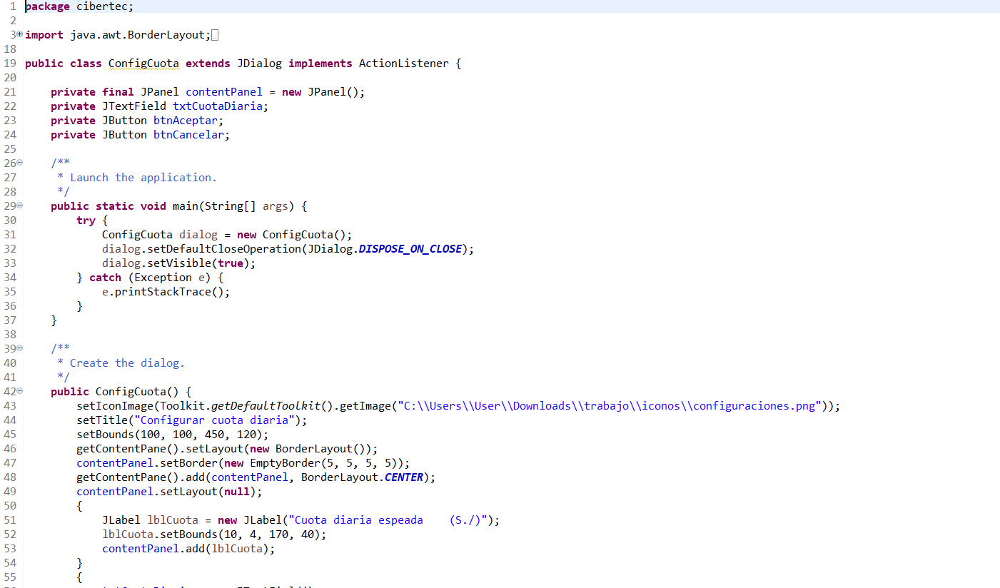 1 package cibertec;
2
3 import java.awt.BorderLayout;
18
19 public class ConfigCuota extends JDialog implements ActionListener {
20
21     private final JPanel contentPanel = new JPanel();
22     private JTextField txtCuotaDiaria;
23     private JButton btnAceptar;
24     private JButton btnCancelar;
25
26     /**
27      * Launch the application.
28      */
29     public static void main(String[] args) {
30         try {
31             ConfigCuota dialog = new ConfigCuota();
32             dialog.setDefaultCloseOperation(JDialog.DISPOSE_ON_CLOSE);
33             dialog.setVisible(true);
34         } catch (Exception e) {
35             e.printStackTrace();
36         }
37     }
38
39     /**
40      * Create the dialog.
41      */
42     public ConfigCuota() {
43         setIconImage(Toolkit.getDefaultToolkit().getImage("C:\\Users\\User\\Downloads\\trabajo\\iconos\\configuraciones.png"));
44         setTitle("Configurar cuota diaria");
45         setBounds(100, 100, 450, 120);
46         getContentPane().setLayout(new BorderLayout());
47         contentPanel.setBorder(new EmptyBorder(5, 5, 5, 5));
48         getContentPane().add(contentPanel, BorderLayout.CENTER);
49         contentPanel.setLayout(null);
50         {
51             JLabel lblCuota = new JLabel("Cuota diaria espeada    (S./)");
52             lblCuota.setBounds(10, 4, 170, 40);
53             contentPanel.add(lblCuota);
54         }
55         {